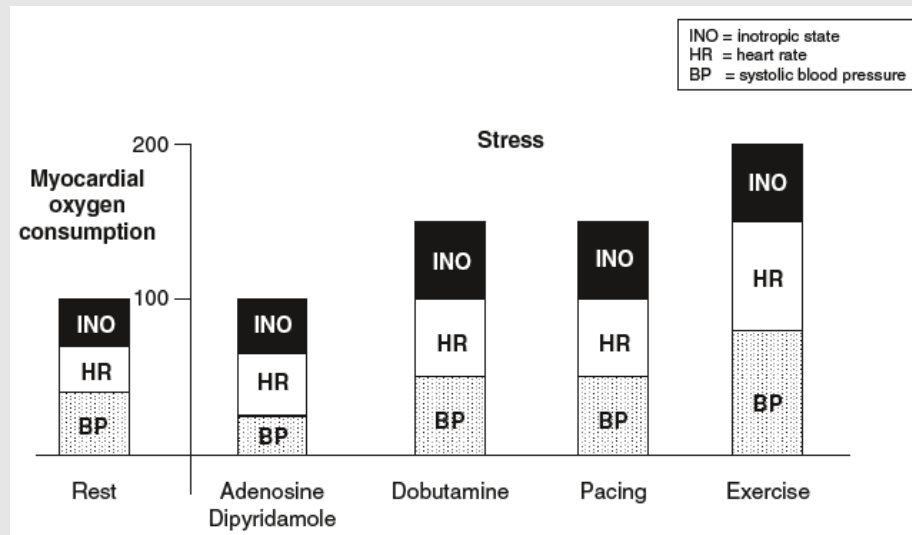 INO = inotropic state
HR = heart rate
BP = systolic blood pressure
Stress
200
Myocardial
oxygen
consumption
100
INO
HR
BP
INO
HR
BP
INO
HR
BP
INO
HR
BP
INO
HR
BP
Rest
Adenosine
Dipyridamole
Dobutamine
Pacing
Exercise